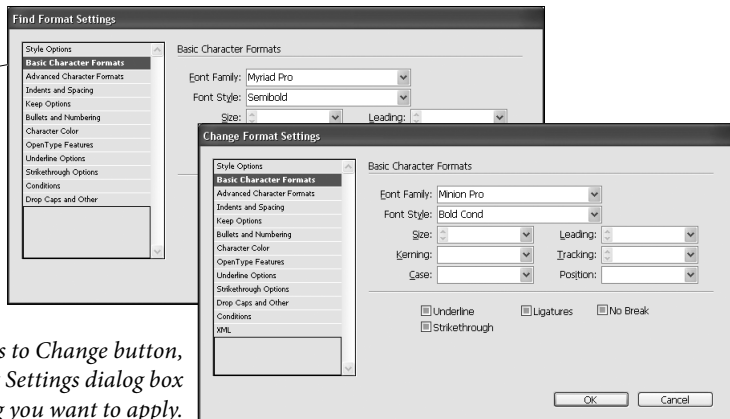 Find Format Settings
Style Options
Basic Character Formats
Advanced Character Formats
Indents and Spacing
Keep Options
Bullets and Numbering
Character Color
OpenType Features
Underline Options
Strikethrough Options
Conditions
Drop Caps and Other
Basic Character Formats
Font Family: Myriad Pro
Font Style: Semibold
Size: Leading:
Change Format Settings
Style Options
Basic Character Formats
Advanced Character Formats
Indents and Spacing
Keep Options
Bullets and Numbering
Character Color
OpenType Features
Underline Options
Strikethrough Options
Drop Caps and Other
Conditions
XML
Basic Character Formats
Font Family: Minion Pro
Font Style: Bold Cond
Size: Leading:
Kerning: Tracking:
Case: Position:
Underline Ligatures No Break
Strikethrough
OK Cancel
s to Change button,
Settings dialog box
you want to apply.